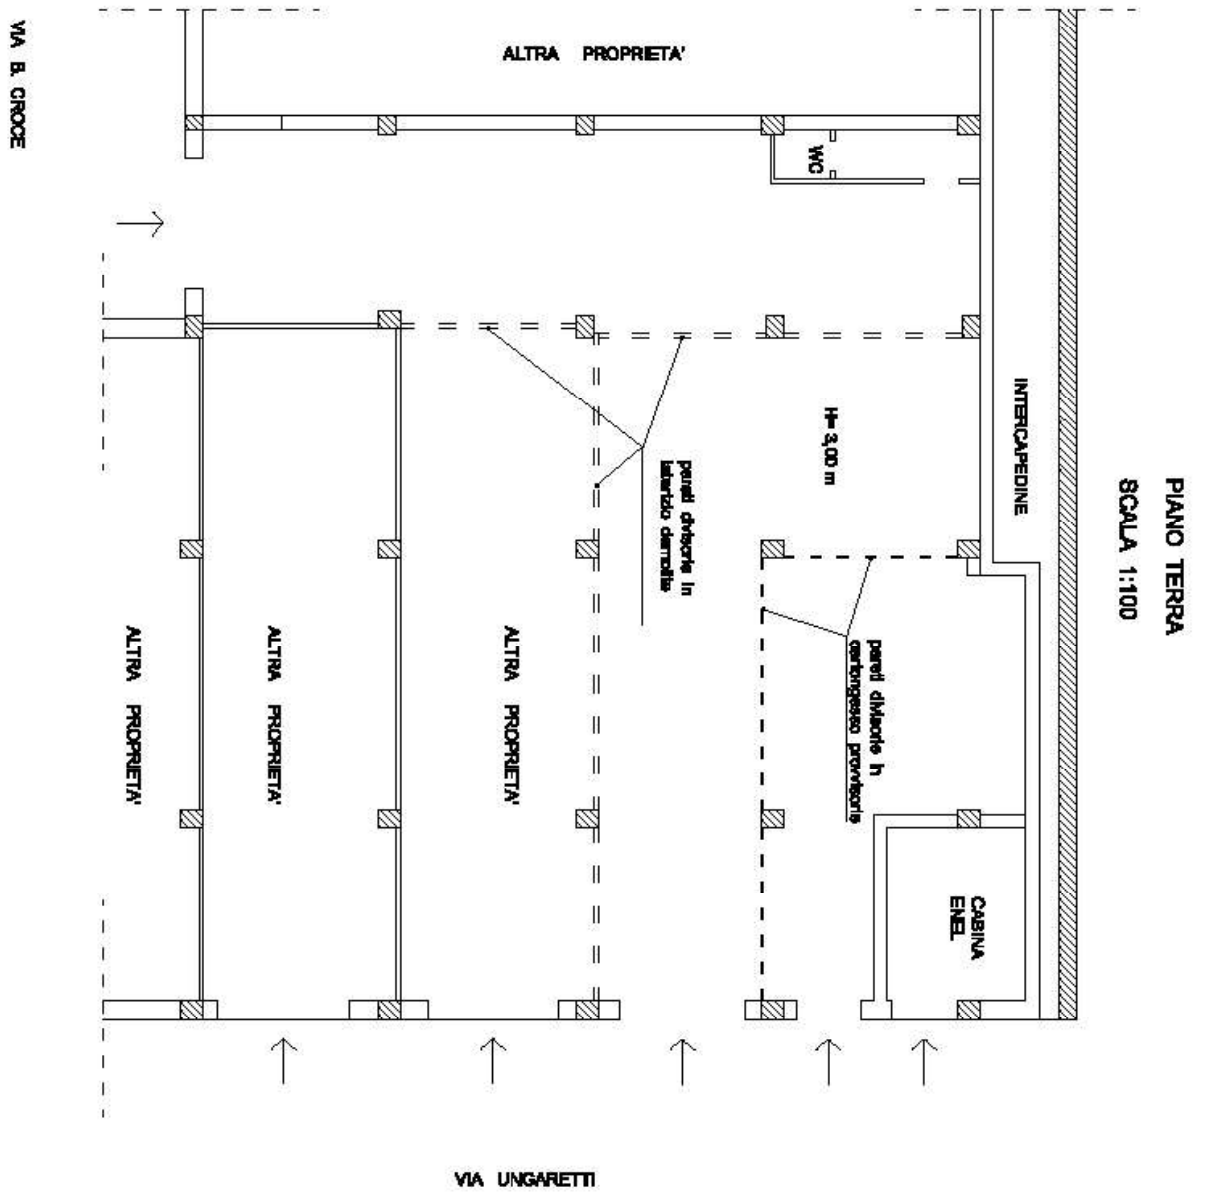 VIA B. CROCE
ALTRA PROPRIETA'
WC
INTERCAPEDINE
H= 3,00 m
PIANO TERRA
SCALA 1:100
pareti divisorie in
laterizio demolite
pareti divisorie in
cartongesso provvisorie
ALTRA PROPRIETA'
ALTRA PROPRIETA'
ALTRA PROPRIETA'
CABINA
ENEL
VIA UNGARETTI